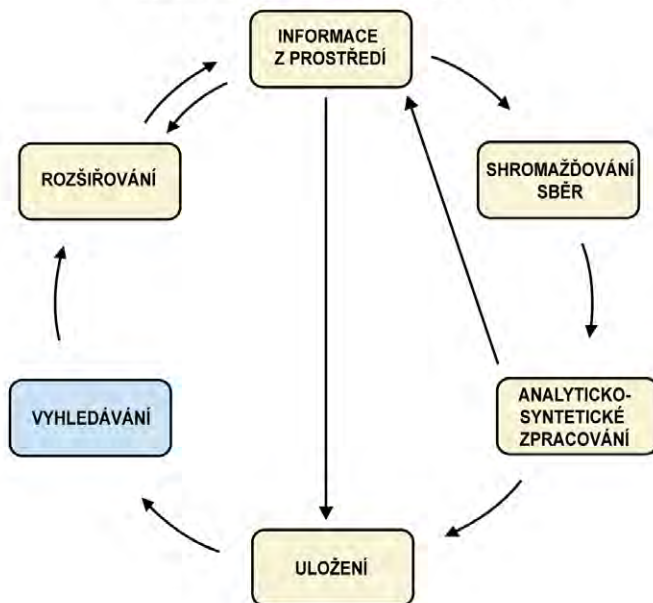 INFORMACE
Z PROSTŘEDÍ
SHROMAŽĎOVÁNÍ
SBĚR
ROZŠIŘOVÁNÍ
ANALYTICKO-
SYNTETICKÉ
ZPRACOVÁNÍ
VYHLEDÁVÁNÍ
ULOŽENÍ